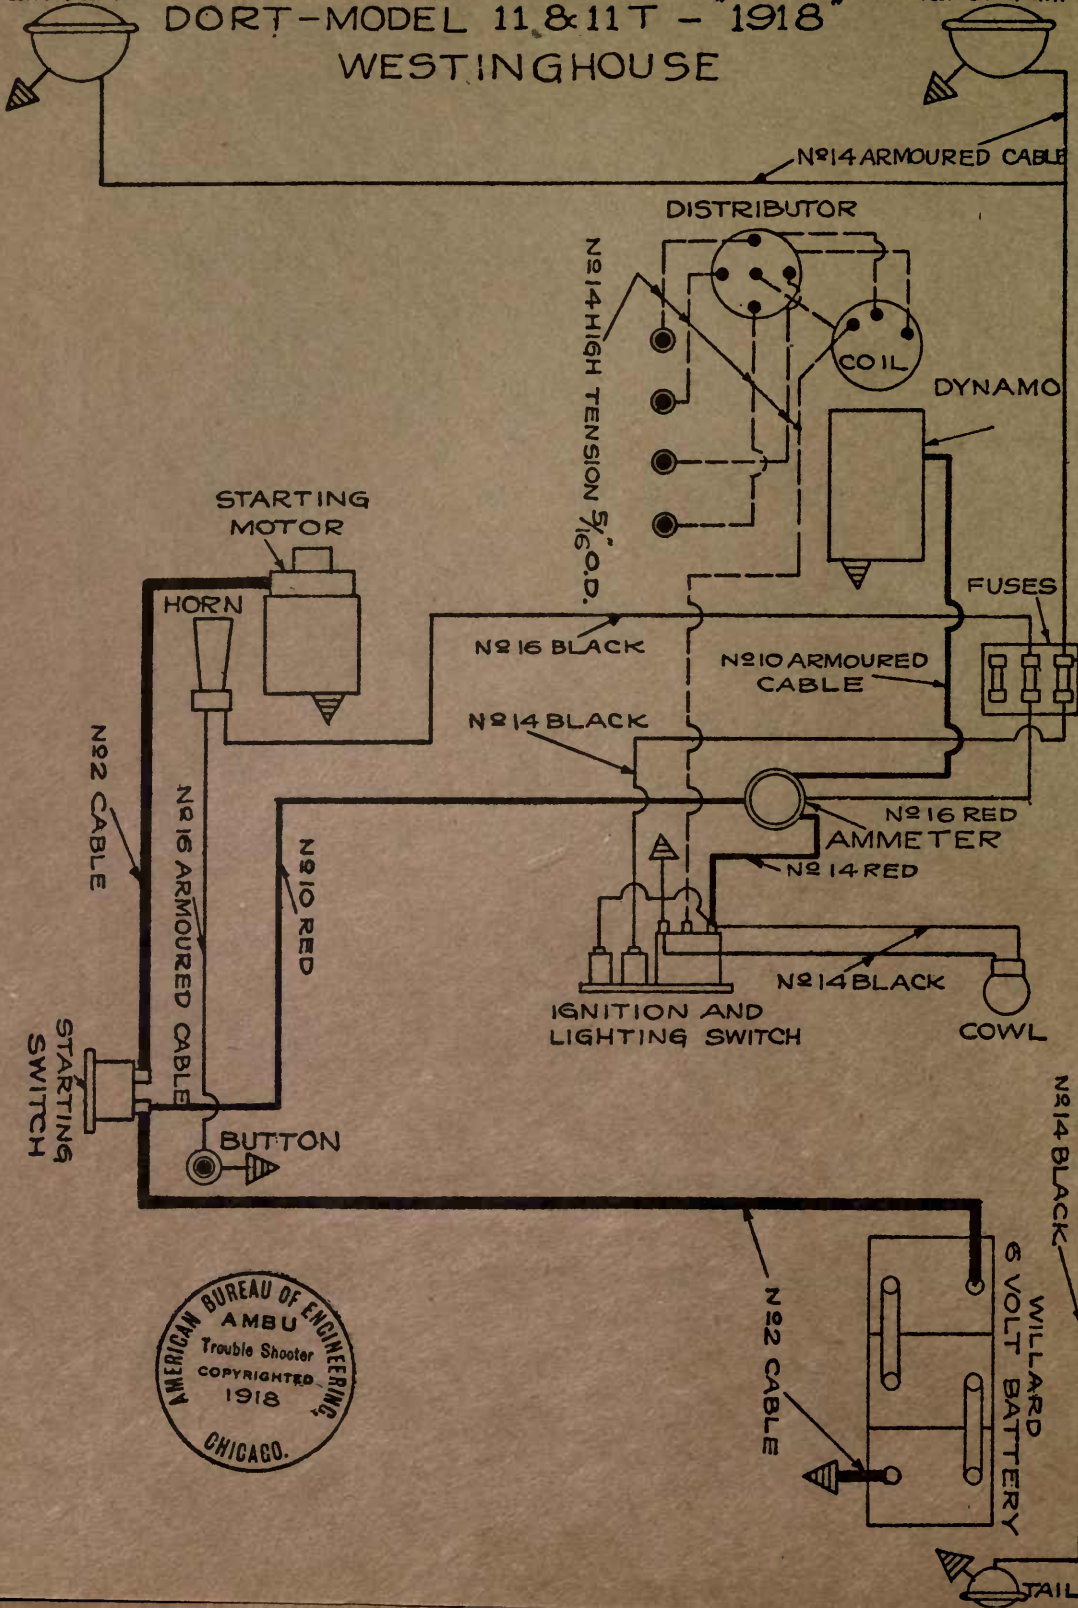 DORT-MODEL 11 & 11T - "1918"
WESTINGHOUSE
Nº14 ARMOURED CABLE
DISTRIBUTOR
Nº14 HIGH TENSION 5/16" O.D.
COIL
DYNAMO
STARTING
MOTOR
HORN
FUSES
Nº16 BLACK
Nº10 ARMOURED
CABLE
Nº14 BLACK
Nº2 CABLE
Nº16 ARMOURED CABLE
Nº10 RED
Nº16 RED
AMMETER
Nº14 RED
Nº14 BLACK
IGNITION AND
LIGHTING SWITCH
COWL
STARTING
SWITCH
BUTTON
Nº14 BLACK
Nº2 CABLE
WILLARD
6 VOLT BATTERY
AMERICAN BUREAU OF ENGINEERING,
AMBU
Trouble Shooter
COPYRIGHTED
1918
CHICAGO.
TAIL